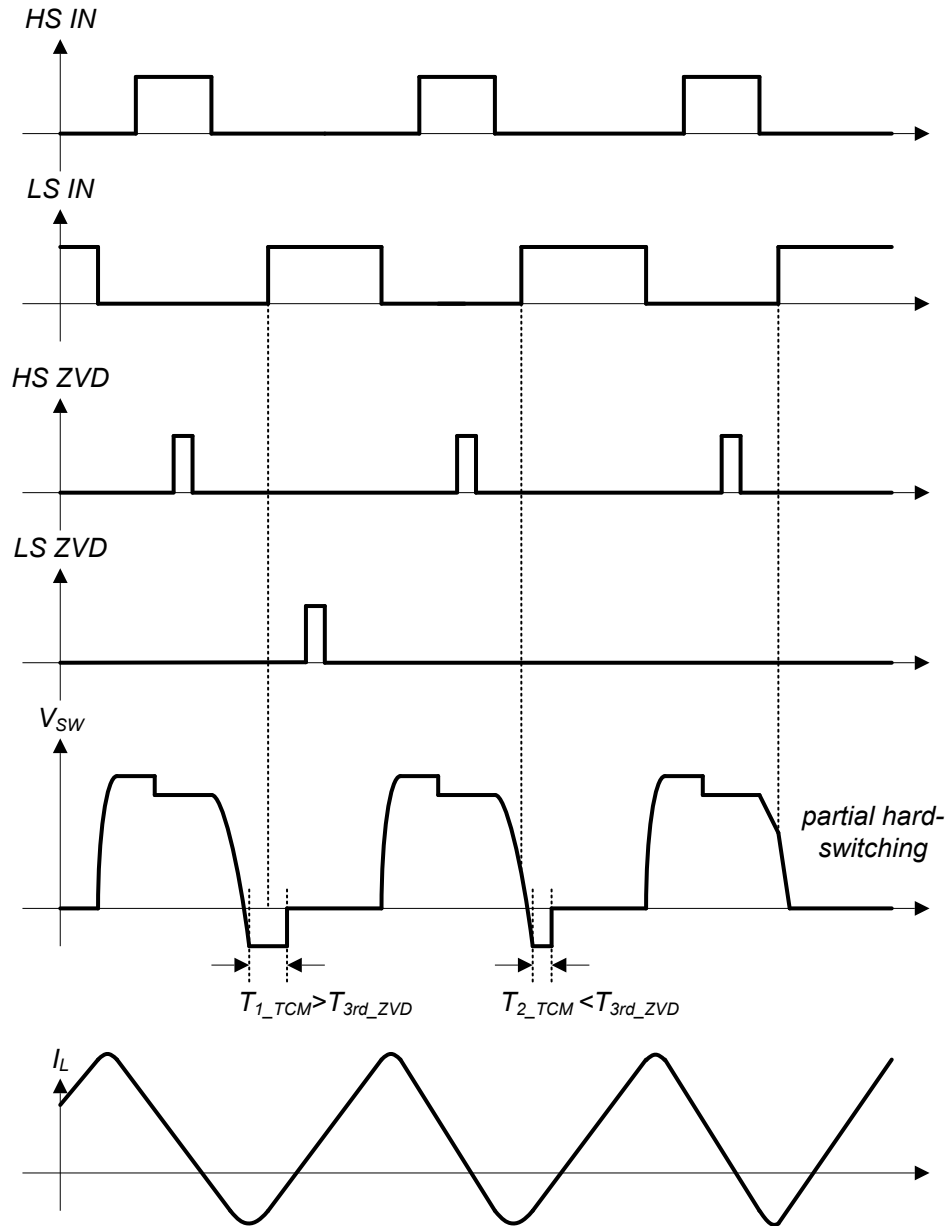 HS IN
LS IN
HS ZVD
LS ZVD
VSW
partial hard-
switching
T1_TCM>T3rd_ZVD
T2_TCM<T3rd_ZVD
IL